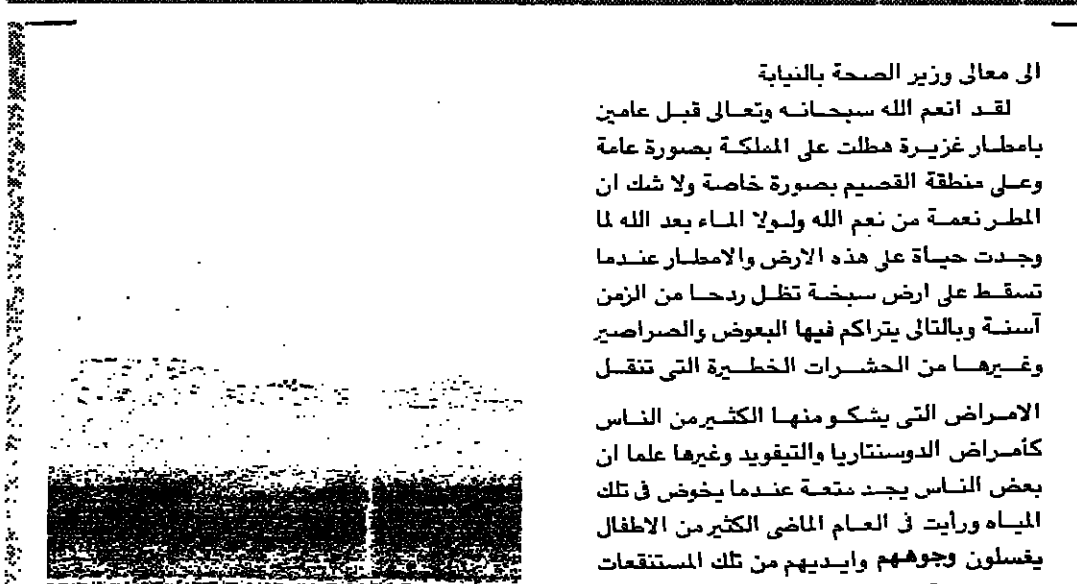 الى معالى وزير الصحة بالنيابة
لقد انعم الله سبحانه وتعالى قبل عامين
بامطار غزيرة هطلت على المملكة بصورة عامة
وعلى منطقة القصيم بصورة خاصة ولا شك ان
المطر نعمة من نعم الله ولولا الماء بعد الله لما
وجدت حياة على هذه الارض والامطار عندما
تسقط على ارض سبخة تظل ردحا من الزمن
آسنة وبالتالى يتراكم فيها البعوض والصراصير
وغيرها من الحشرات الخطيرة التى تنقل
الامراض التى يشكو منها الكثير من الناس
كأمراض الدوسنتاريا والتيفويد وغيرها علما ان
بعض الناس يجد متعة عندما يخوض فى تلك
المياه ورأيت فى العام الماضى الكثير من الاطفال
يغسلون وجوههم وايديهم من تلك المستنقعات